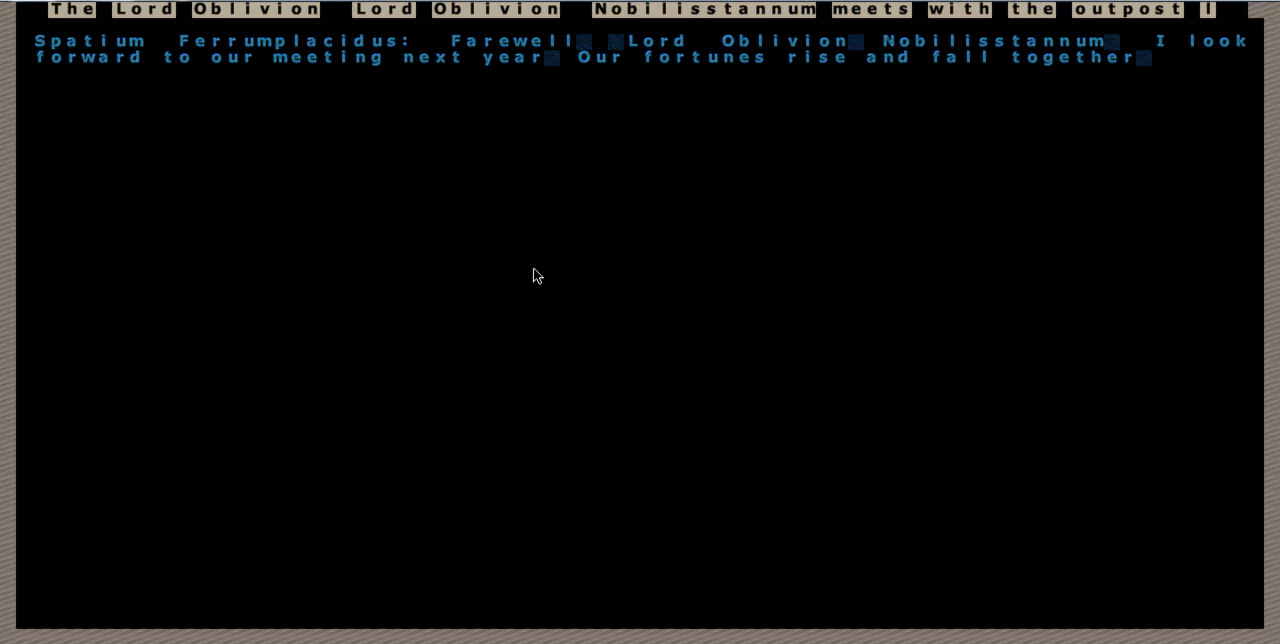 The Lord Oblivion Lord Oblivion Nobilisstannum meets with the outpost l
Spatium Ferrumplacidus: Farewell Lord Oblivion Nobilisstannum I look
forward to our meeting next year Our fortunes rise and fall together